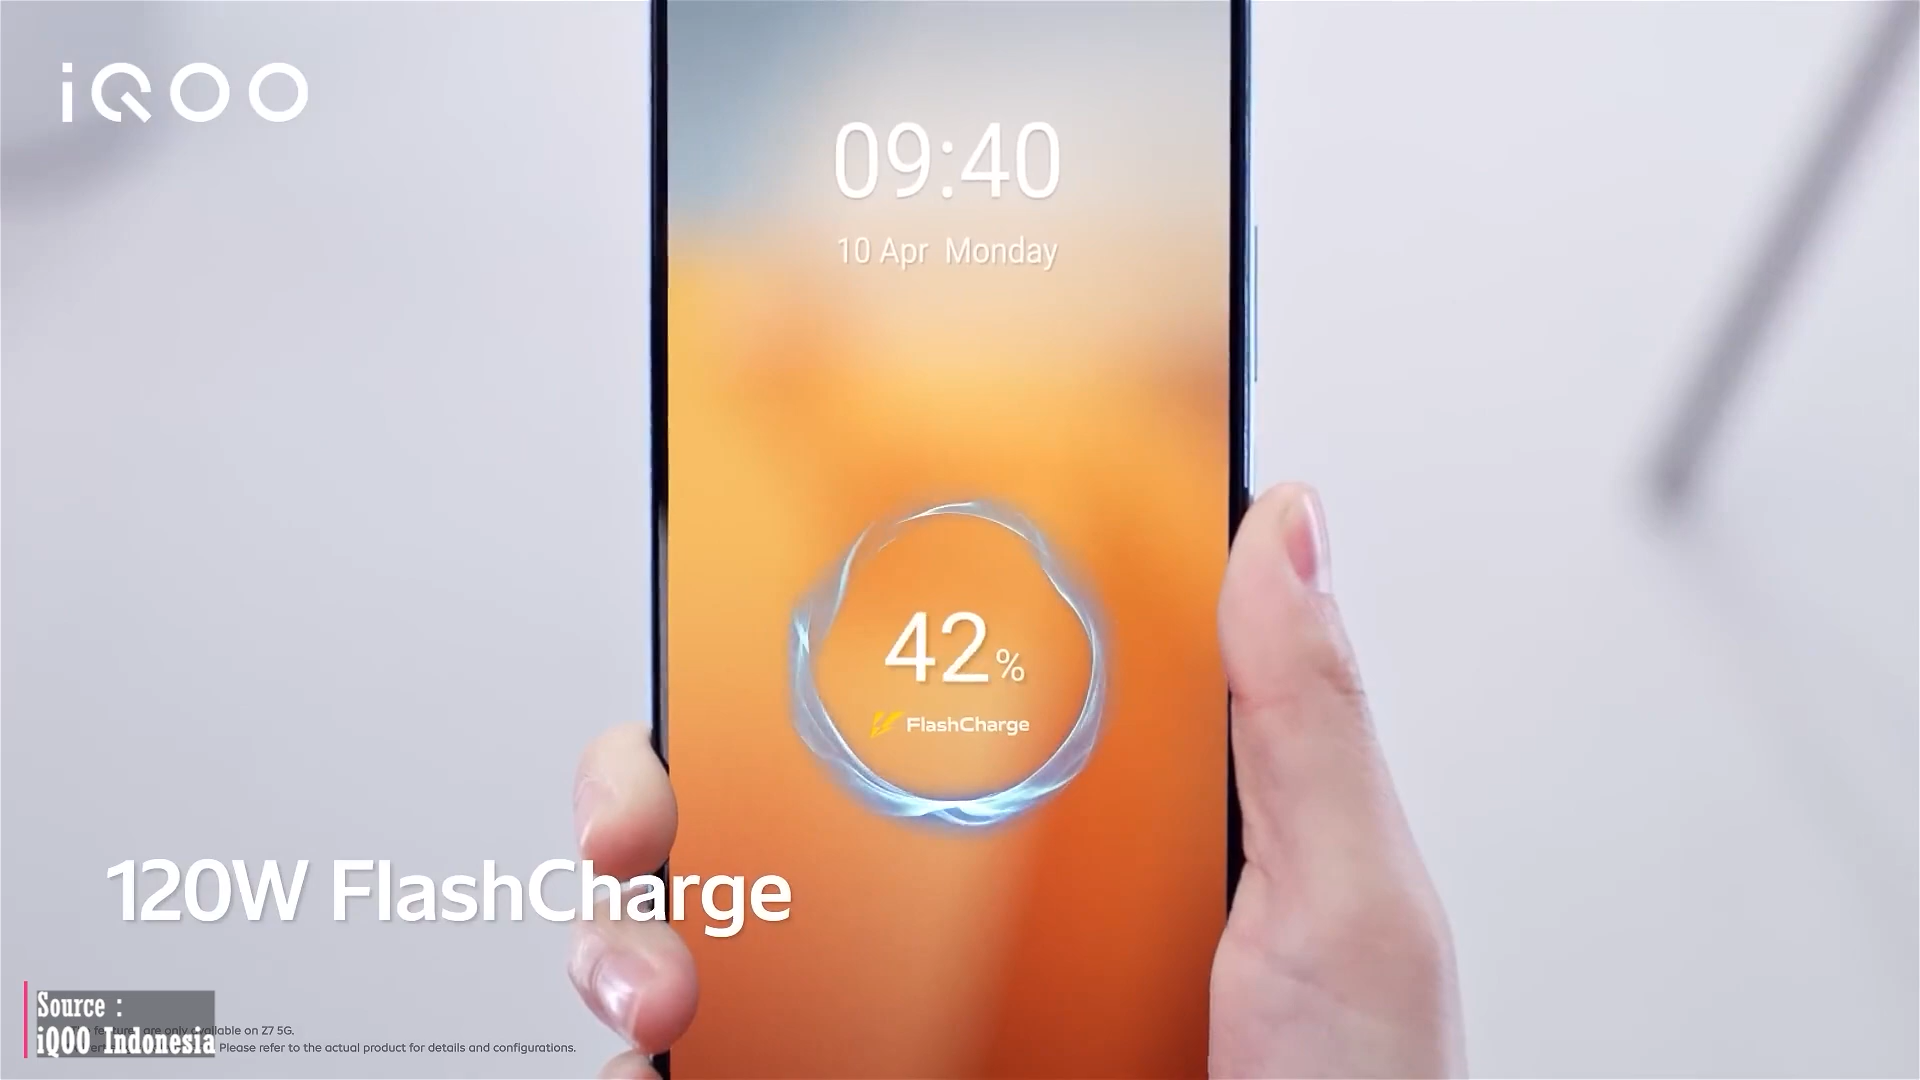 iQOO
09:40
10 Apr Monday
42%
FlashCharge
120W FlashCharge
Source :
iQOO Indonesia
are only available on Z7 5G.
Please refer to the actual product for details and configurations.